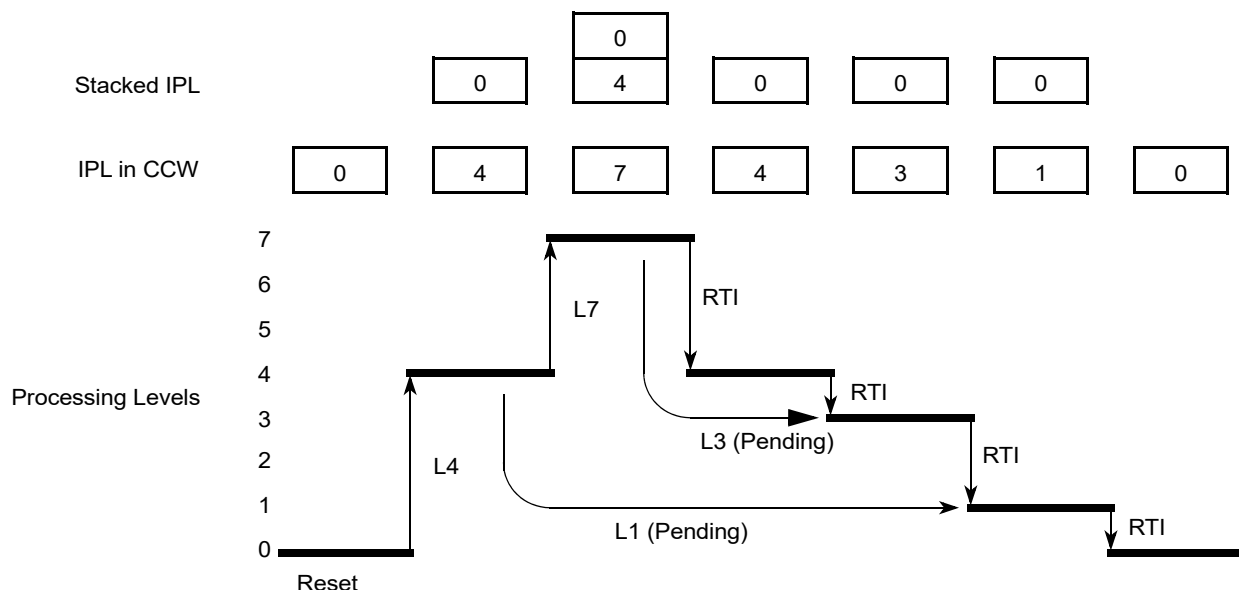 0
Stacked IPL 0 4 0 0 0
IPL in CCW 0 4 7 4 3 1 0
7
6
L7 RTI
5
4
Processing Levels RTI
3
L3 (Pending)
2
L4 RTI
1
L1 (Pending) RTI
0
Reset